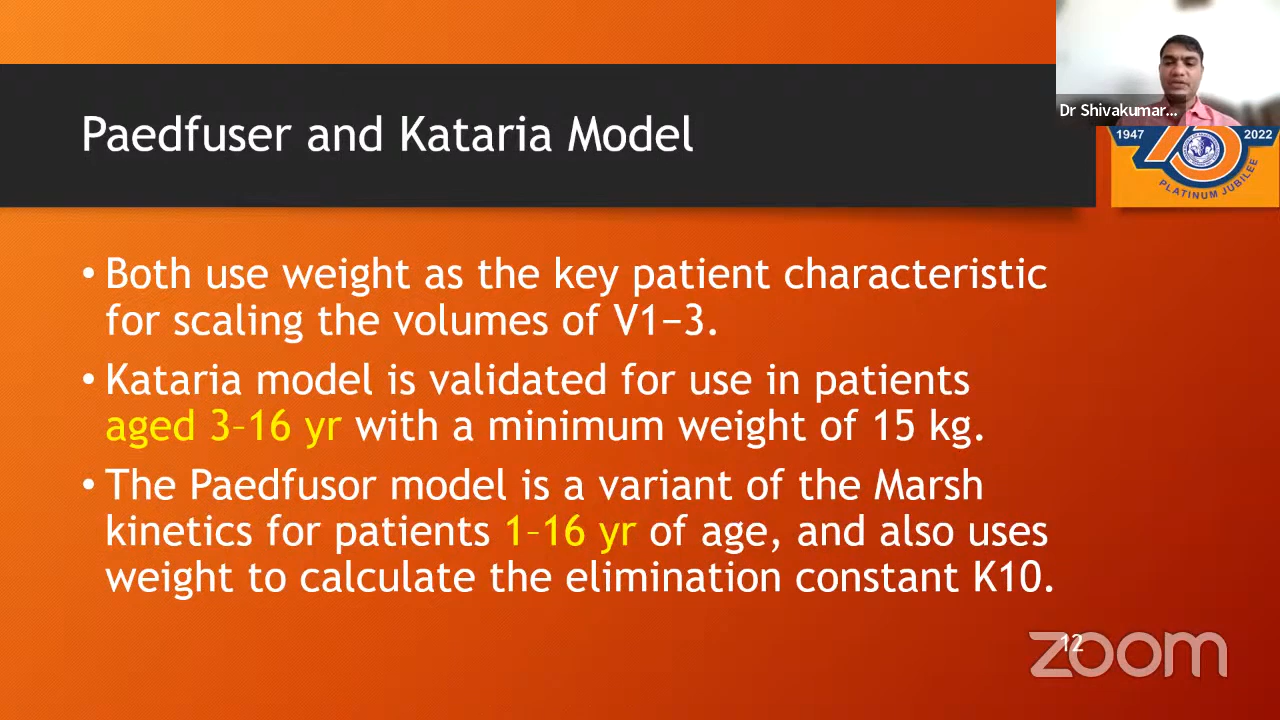 Dr Shivakumar...
1947
75
2022
PLATINUM JUBILEE
Paedfuser and Kataria Model
• Both use weight as the key patient characteristic
for scaling the volumes of V1–3.
• Kataria model is validated for use in patients
aged 3–16 yr with a minimum weight of 15 kg.
• The Paedfusor model is a variant of the Marsh
kinetics for patients 1–16 yr of age, and also uses
weight to calculate the elimination constant K10.
12
zoom